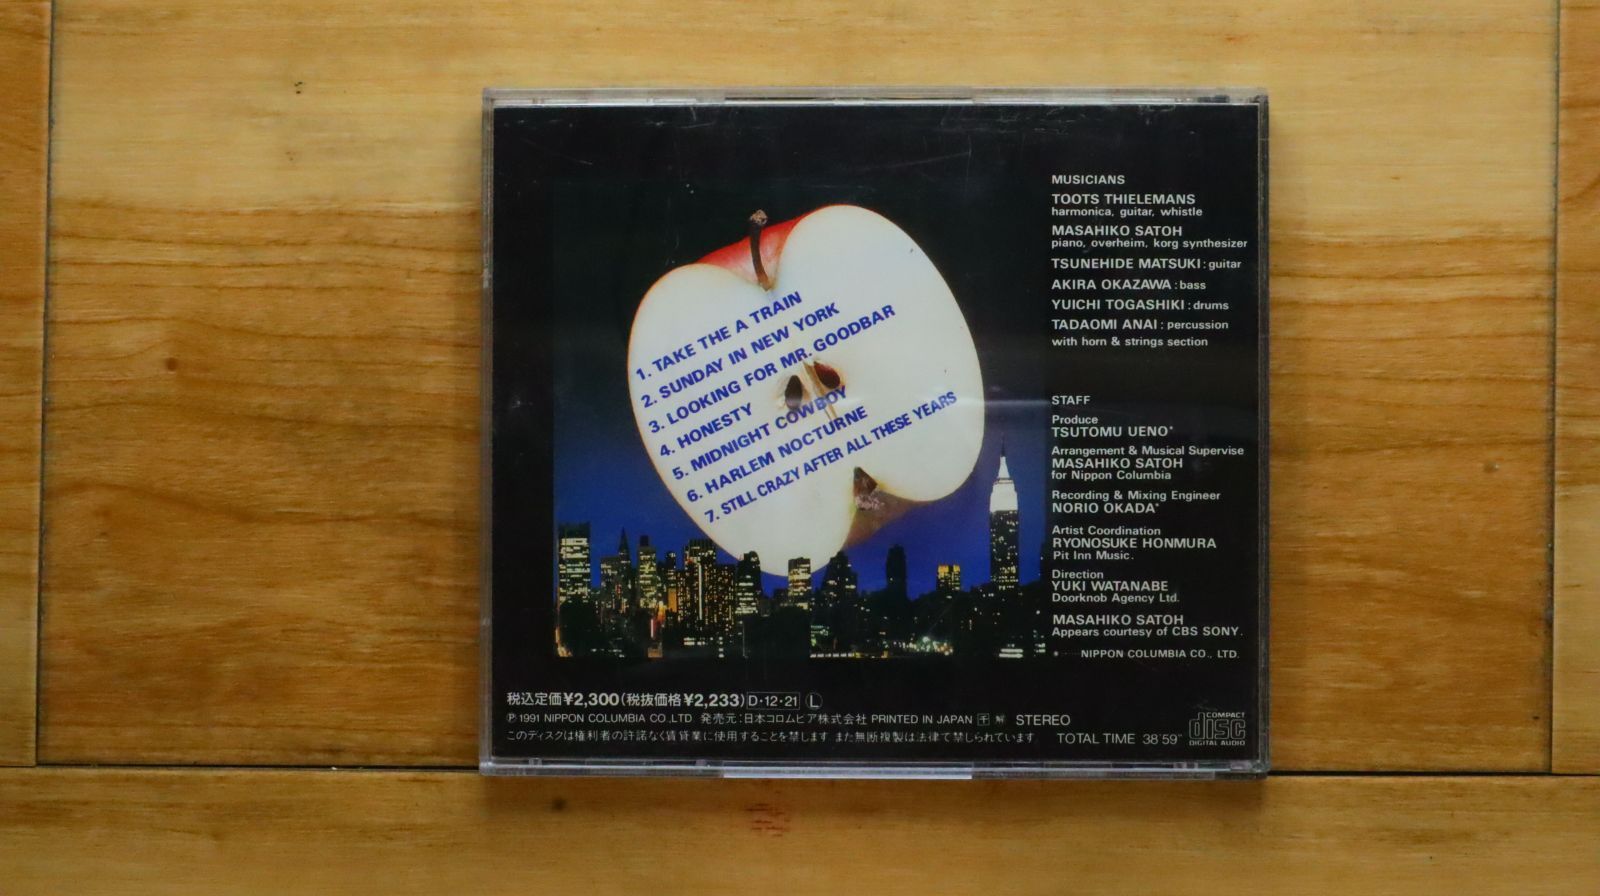 1. TAKE THE A TRAIN
2. SUNDAY IN NEW YORK
3. LOOKING FOR MR. GOODBAR
4. HONESTY
5. MIDNIGHT COWBOY
6. HARLEM NOCTURNE
7. STILL CRAZY AFTER ALL THESE YEARS
MUSICIANS
TOOTS THIELEMANS
harmonica, guitar, whistle
MASAHIKO SATOH
piano, overheim, korg synthesizer
TSUNEHIDE MATSUKI : guitar
AKIRA OKAZAWA : bass
YUICHI TOGASHIKI : drums
TADAOMI ANAI : percussion
with horn & strings section
STAFF
Produce
TSUTOMU UENO*
Arrangement & Musical Supervise
MASAHIKO SATOH
for Nippon Columbia
Recording & Mixing Engineer
NORIO OKADA*
Artist Coordination
RYONOSUKE HONMURA
Pit Inn Music.
Direction
YUKI WATANABE
Doorknob Agency Ltd.
MASAHIKO SATOH
Appears courtesy of CBS SONY.
*……NIPPON COLUMBIA CO., LTD.
税込定価¥2,300(税抜価格¥2,233) D・12・21 Ⓛ
Ⓟ 1991 NIPPON COLUMBIA CO.,LTD 発売元:日本コロムビア株式会社 PRINTED IN JAPAN STEREO
このディスクは権利者の許諾なく賃貸業に使用することを禁じます また無断複製は法律で禁じられています
TOTAL TIME 38'59"
COMPACT
disc
DIGITAL AUDIO